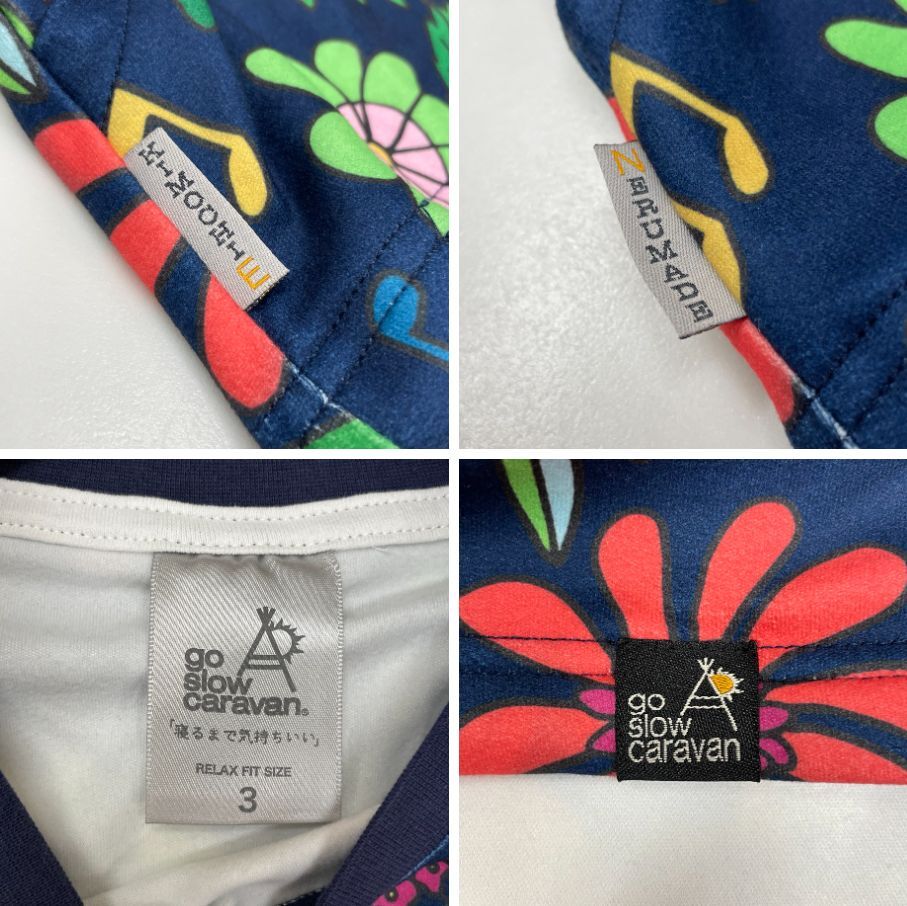 KIMOCHIE
NERUMADE
go
slow
caravan®
「寝るまで気持ちいい」
RELAX FIT SIZE
3
go
slow
caravan